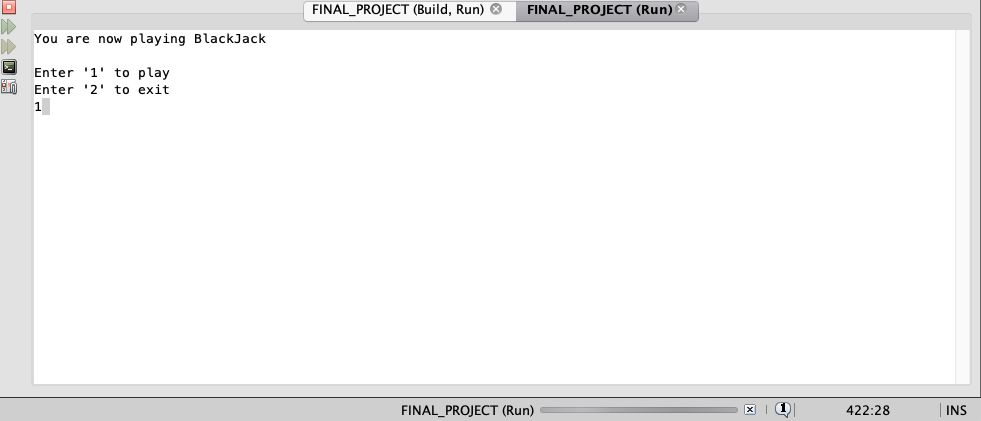 FINAL_PROJECT (Build, Run) FINAL_PROJECT (Run)
You are now playing BlackJack
Enter '1' to play
Enter '2' to exit
1
FINAL_PROJECT (Run) 1 422:28 INS